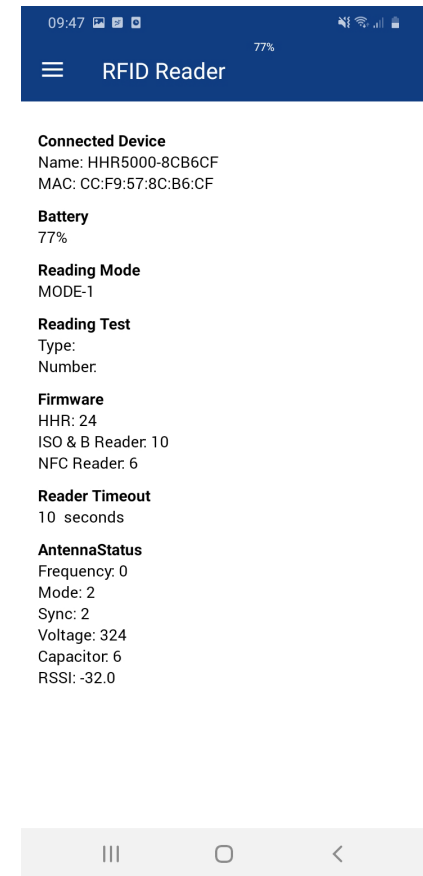 09:47
77%
RFID Reader
Connected Device
Name: HHR5000-8CB6CF
MAC: CC:F9:57:8C:B6:CF
Battery
77%
Reading Mode
MODE-1
Reading Test
Type:
Number:
Firmware
HHR: 24
ISO & B Reader: 10
NFC Reader: 6
Reader Timeout
10  seconds
AntennaStatus
Frequency: 0
Mode: 2
Sync: 2
Voltage: 324
Capacitor: 6
RSSI: -32.0